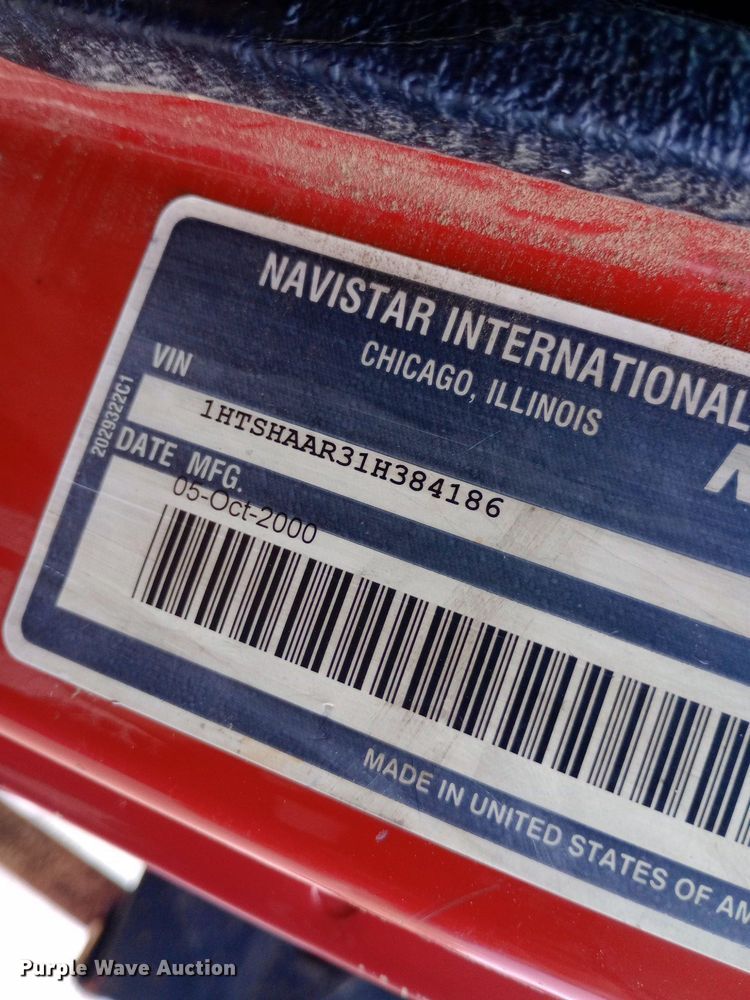 NAVISTAR INTERNATIONAL
CHICAGO, ILLINOIS
VIN
1HTSHAAR31H384186
2029322C1
DATE MFG.
05-Oct-2000
MADE IN UNITED STATES OF AM
Purple Wave Auction